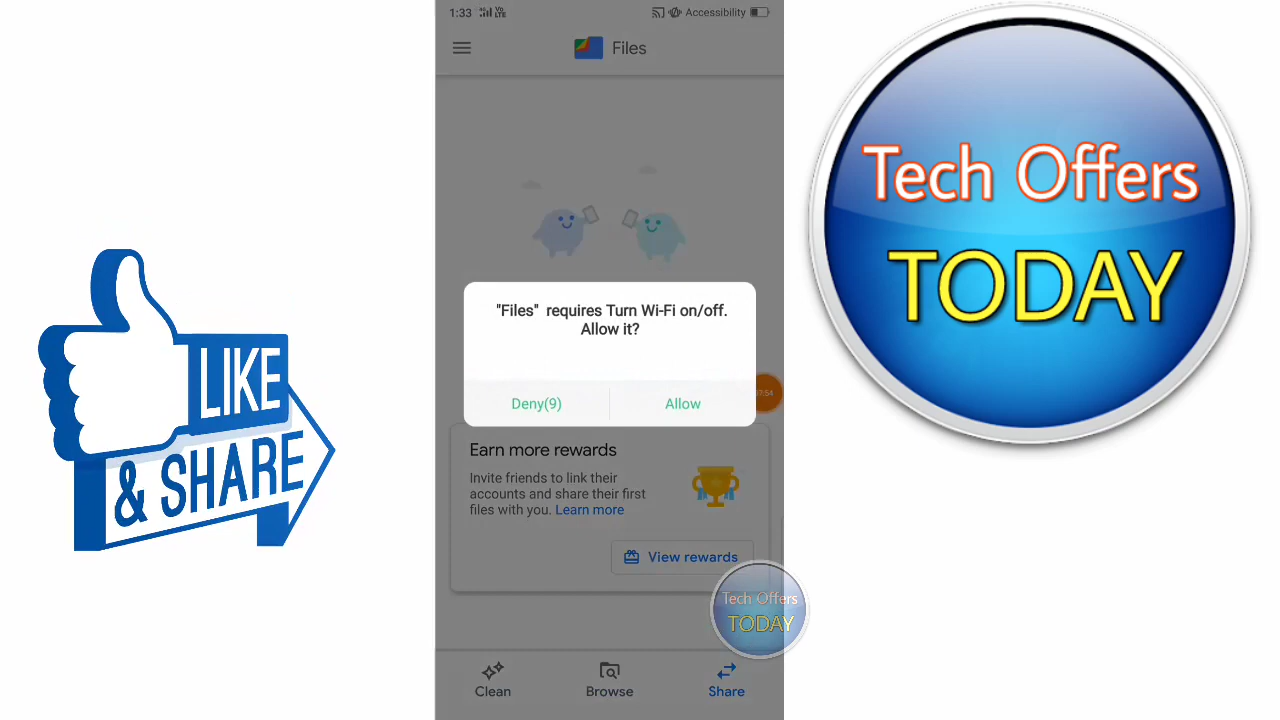 1:33
Accessibility
Files
"Files" requires Turn Wi-Fi on/off.
Allow it?
Deny(9)
Allow
Earn more rewards
Invite friends to link their
accounts and share their first
files with you. Learn more
View rewards
Clean
Browse
Share
LIKE
& SHARE
Tech Offers
TODAY
Tech Offers
TODAY